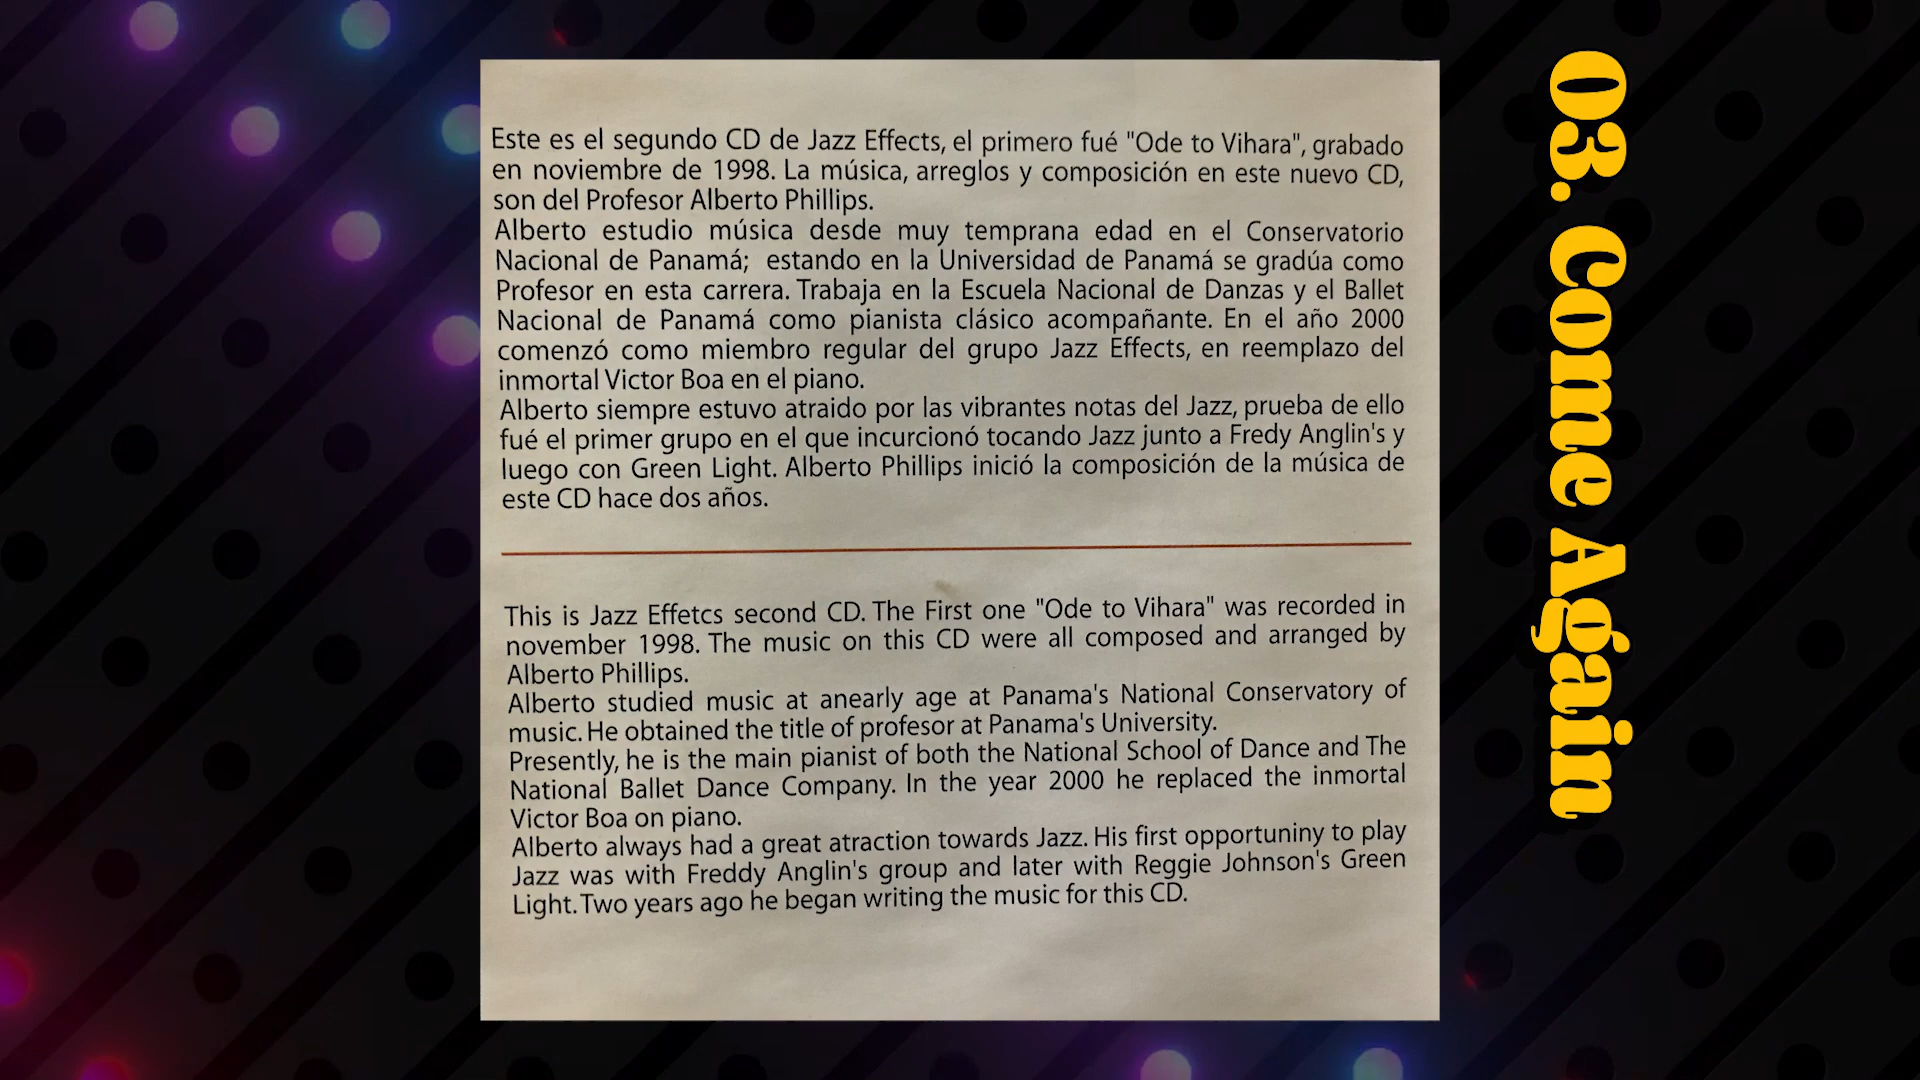 Este es el segundo CD de Jazz Effects, el primero fué "Ode to Vihara", grabado
en noviembre de 1998. La música, arreglos y composición en este nuevo CD,
son del Profesor Alberto Phillips.
Alberto estudio música desde muy temprana edad en el Conservatorio
Nacional de Panamá; estando en la Universidad de Panamá se gradúa como
Profesor en esta carrera. Trabaja en la Escuela Nacional de Danzas y el Ballet
Nacional de Panamá como pianista clásico acompañante. En el año 2000
comenzó como miembro regular del grupo Jazz Effects, en reemplazo del
inmortal Victor Boa en el piano.
Alberto siempre estuvo atraido por las vibrantes notas del Jazz, prueba de ello
fué el primer grupo en el que incurcionó tocando Jazz junto a Fredy Anglin's y
luego con Green Light. Alberto Phillips inició la composición de la música de
este CD hace dos años.
This is Jazz Effetcs second CD. The First one "Ode to Vihara" was recorded in
november 1998. The music on this CD were all composed and arranged by
Alberto Phillips.
Alberto studied music at anearly age at Panama's National Conservatory of
music. He obtained the title of profesor at Panama's University.
Presently, he is the main pianist of both the National School of Dance and The
National Ballet Dance Company. In the year 2000 he replaced the inmortal
Victor Boa on piano.
Alberto always had a great atraction towards Jazz. His first opportuniny to play
Jazz was with Freddy Anglin's group and later with Reggie Johnson's Green
Light. Two years ago he began writing the music for this CD.
03. Come Again